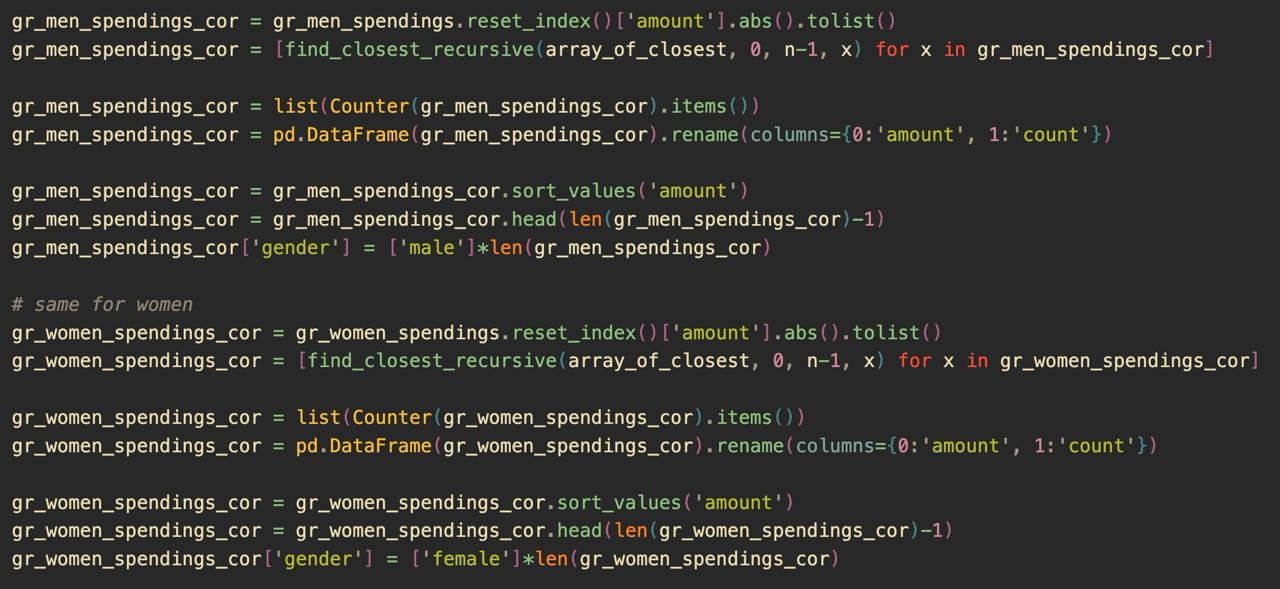 gr_men_spendings_cor = gr_men_spendings.reset_index()['amount'].abs().tolist()
gr_men_spendings_cor = [find_closest_recursive(array_of_closest, 0, n-1, x) for x in gr_men_spendings_cor]
gr_men_spendings_cor = list(Counter(gr_men_spendings_cor).items())
gr_men_spendings_cor = pd.DataFrame(gr_men_spendings_cor).rename(columns={0:'amount', 1:'count'})
gr_men_spendings_cor = gr_men_spendings_cor.sort_values('amount')
gr_men_spendings_cor = gr_men_spendings_cor.head(len(gr_men_spendings_cor)-1)
gr_men_spendings_cor['gender'] = ['male']*len(gr_men_spendings_cor)
# same for women
gr_women_spendings_cor = gr_women_spendings.reset_index()['amount'].abs().tolist()
gr_women_spendings_cor = [find_closest_recursive(array_of_closest, 0, n-1, x) for x in gr_women_spendings_cor]
gr_women_spendings_cor = list(Counter(gr_women_spendings_cor).items())
gr_women_spendings_cor = pd.DataFrame(gr_women_spendings_cor).rename(columns={0:'amount', 1:'count'})
gr_women_spendings_cor = gr_women_spendings_cor.sort_values('amount')
gr_women_spendings_cor = gr_women_spendings_cor.head(len(gr_women_spendings_cor)-1)
gr_women_spendings_cor['gender'] = ['female']*len(gr_women_spendings_cor)